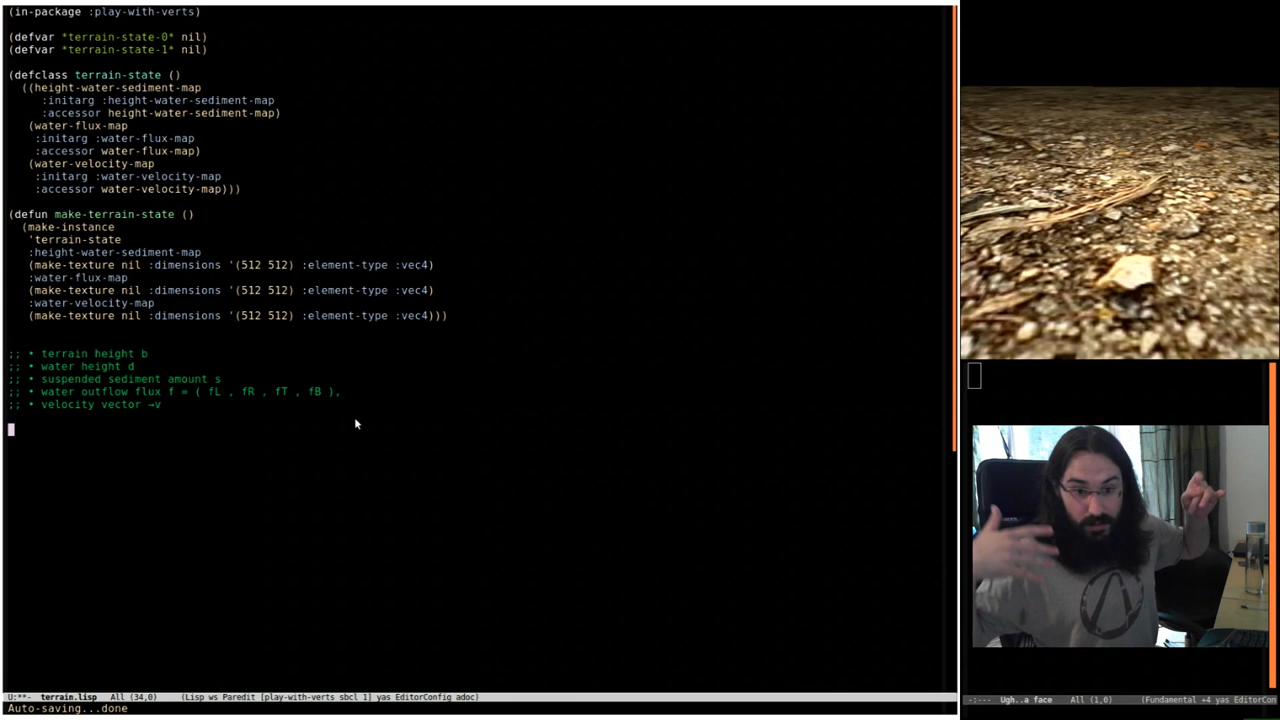 (in-package :play-with-verts)
(defvar *terrain-state-0* nil)
(defvar *terrain-state-1* nil)
(defclass terrain-state ()
((height-water-sediment-map
:initarg :height-water-sediment-map
:accessor height-water-sediment-map)
(water-flux-map
:initarg :water-flux-map
:accessor water-flux-map)
(water-velocity-map
:initarg :water-velocity-map
:accessor water-velocity-map)))
(defun make-terrain-state ()
(make-instance
'terrain-state
:height-water-sediment-map
(make-texture nil :dimensions '(512 512) :element-type :vec4)
:water-flux-map
(make-texture nil :dimensions '(512 512) :element-type :vec4)
:water-velocity-map
(make-texture nil :dimensions '(512 512) :element-type :vec4)))
;; • terrain height b
;; • water height d
;; • suspended sediment amount s
;; • water outflow flux f = ( fL , fR , fT , fB ),
;; • velocity vector →v
U:**- terrain.lisp All (34,0) (Lisp ws Paredit [play-with-verts sbcl 1] yas EditorConfig adoc)
Auto-saving...done
-:--- Ugh..a face All (1,0) (Fundamental +4 yas EditorCon